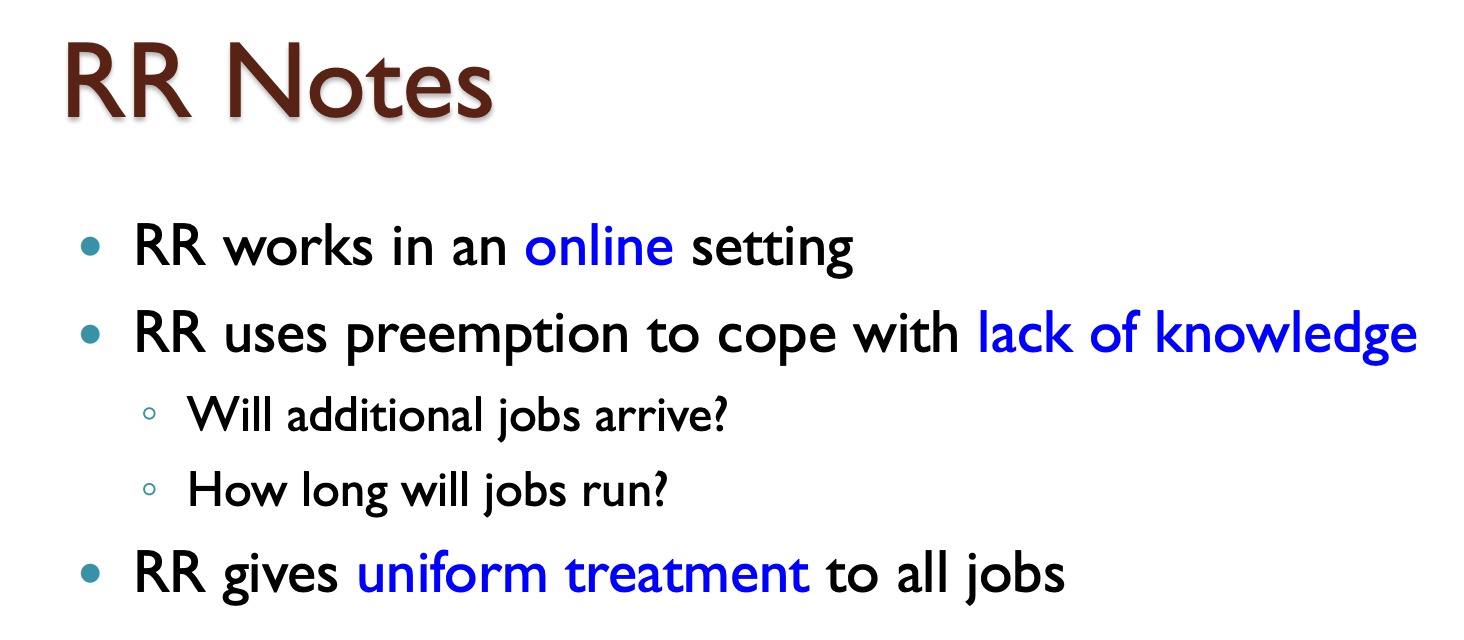 RR Notes
RR works in an online setting
RR uses preemption to cope with lack of knowledge
Will additional jobs arrive?
How long will jobs run?
RR gives uniform treatment to all jobs